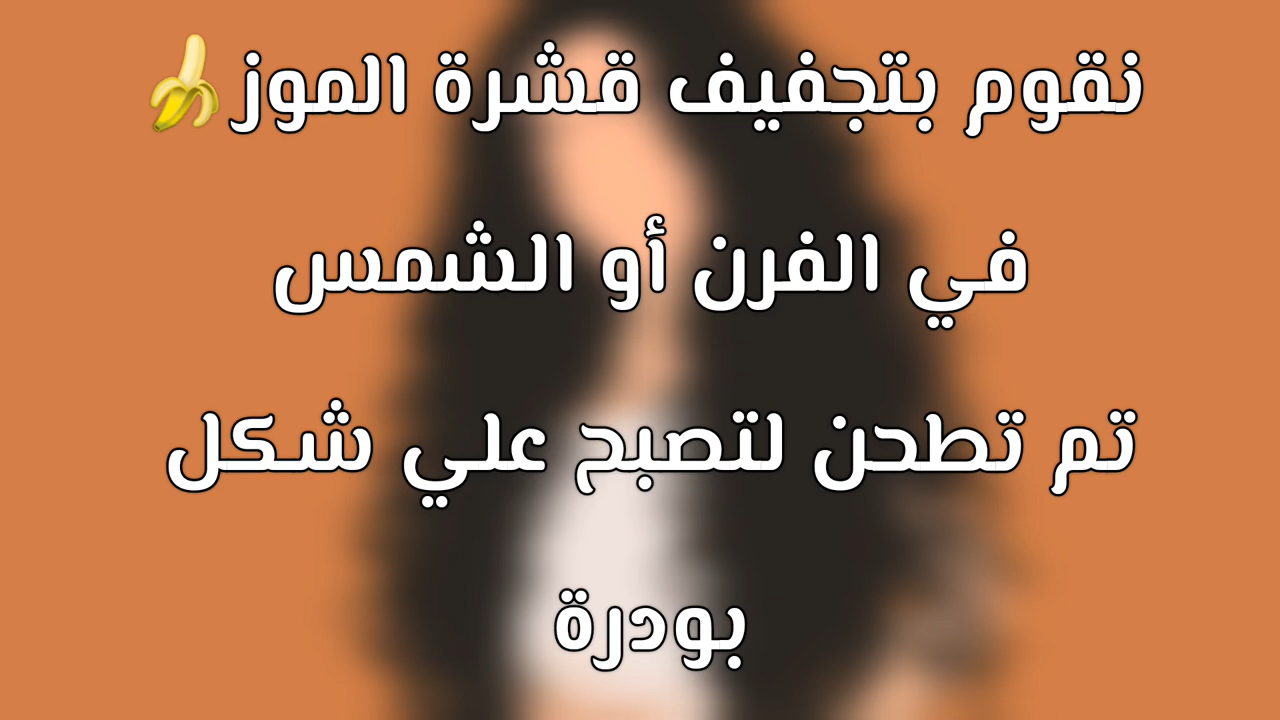 نقوم بتجفيف قشرة الموز🍌
في الفرن أو الشمس
تم تطحن لتصبح علي شكل
بودرة